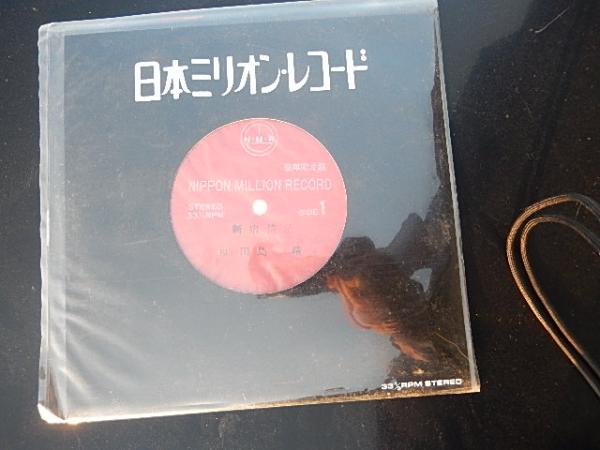 日本ミリオン・レコード
N・M・R
NIPPON MILLION RECORD
STEREO
33⅓RPM
SIDE 1
33⅓RPM STEREO